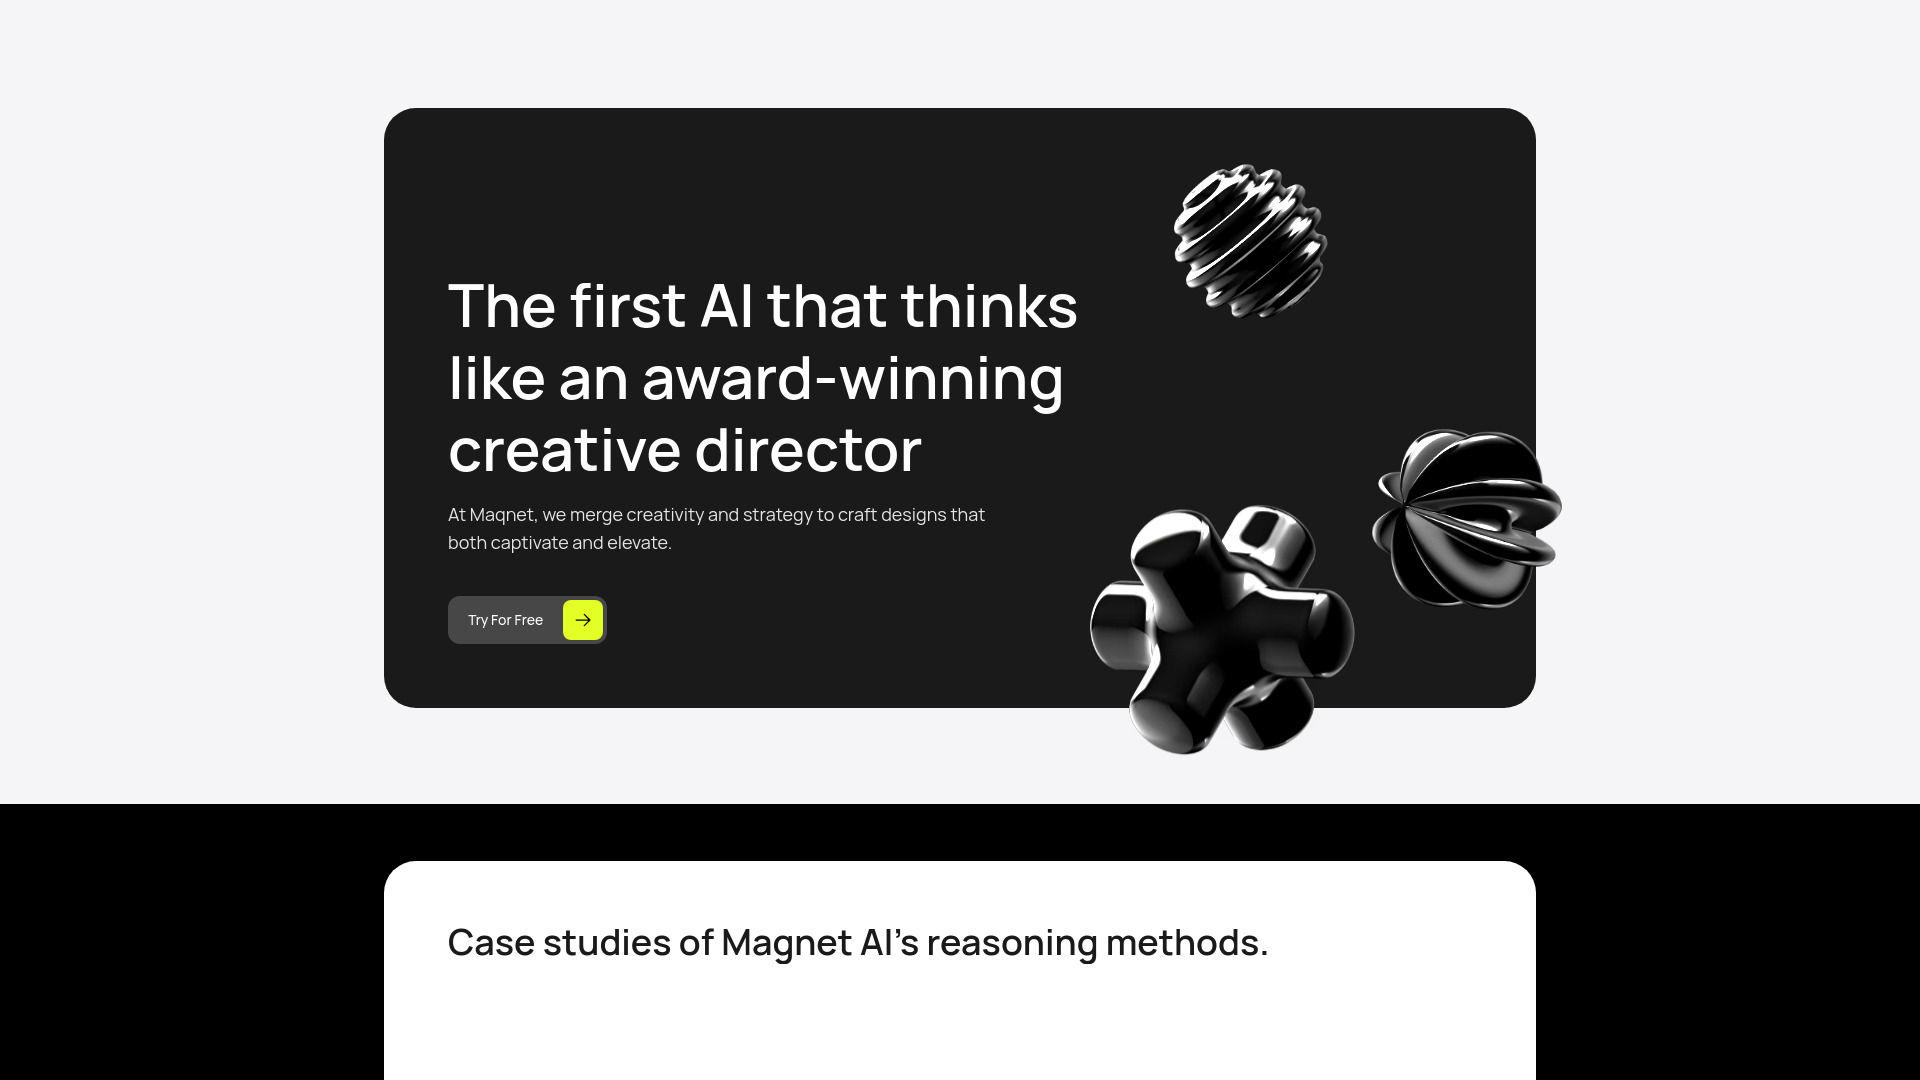 The first AI that thinks
like an award-winning
creative director
At Maqnet, we merge creativity and strategy to craft designs that
both captivate and elevate.
Try For Free
Case studies of Magnet AI's reasoning methods.